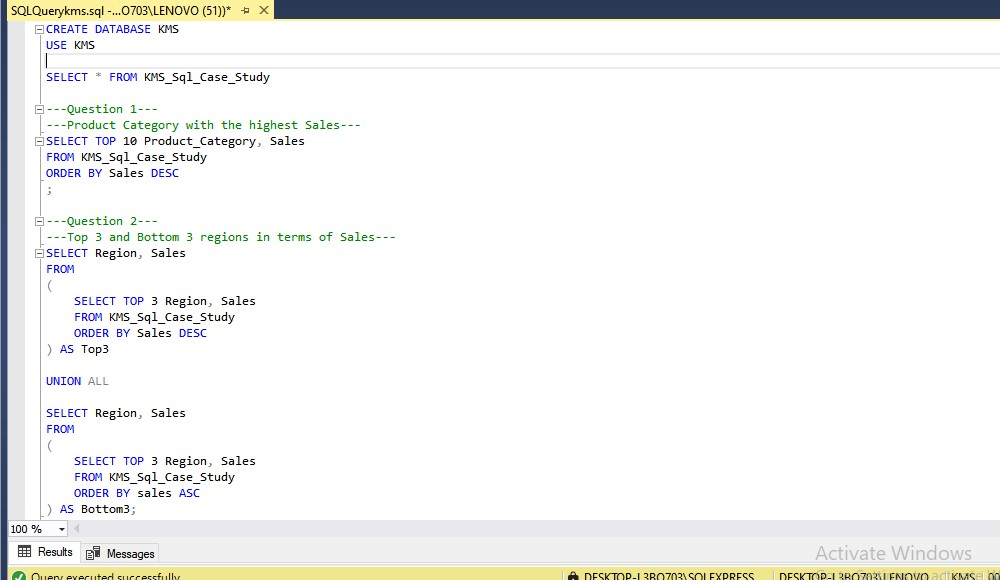 SQLQuerykms.sql -...O703\LENOVO (51))*
CREATE DATABASE KMS
USE KMS
SELECT * FROM KMS_Sql_Case_Study
---Question 1---
---Product Category with the highest Sales---
SELECT TOP 10 Product_Category, Sales
FROM KMS_Sql_Case_Study
ORDER BY Sales DESC
;
---Question 2---
---Top 3 and Bottom 3 regions in terms of Sales---
SELECT Region, Sales
FROM
(
SELECT TOP 3 Region, Sales
FROM KMS_Sql_Case_Study
ORDER BY Sales DESC
) AS Top3
UNION ALL
SELECT Region, Sales
FROM
(
SELECT TOP 3 Region, Sales
FROM KMS_Sql_Case_Study
ORDER BY sales ASC
) AS Bottom3;
100 %
Results Messages
Activate Windows
Query executed successfully DESKTOP-L3BO703\SQLEXPRESS DESKTOP-L3BO703\LENOVO KMS